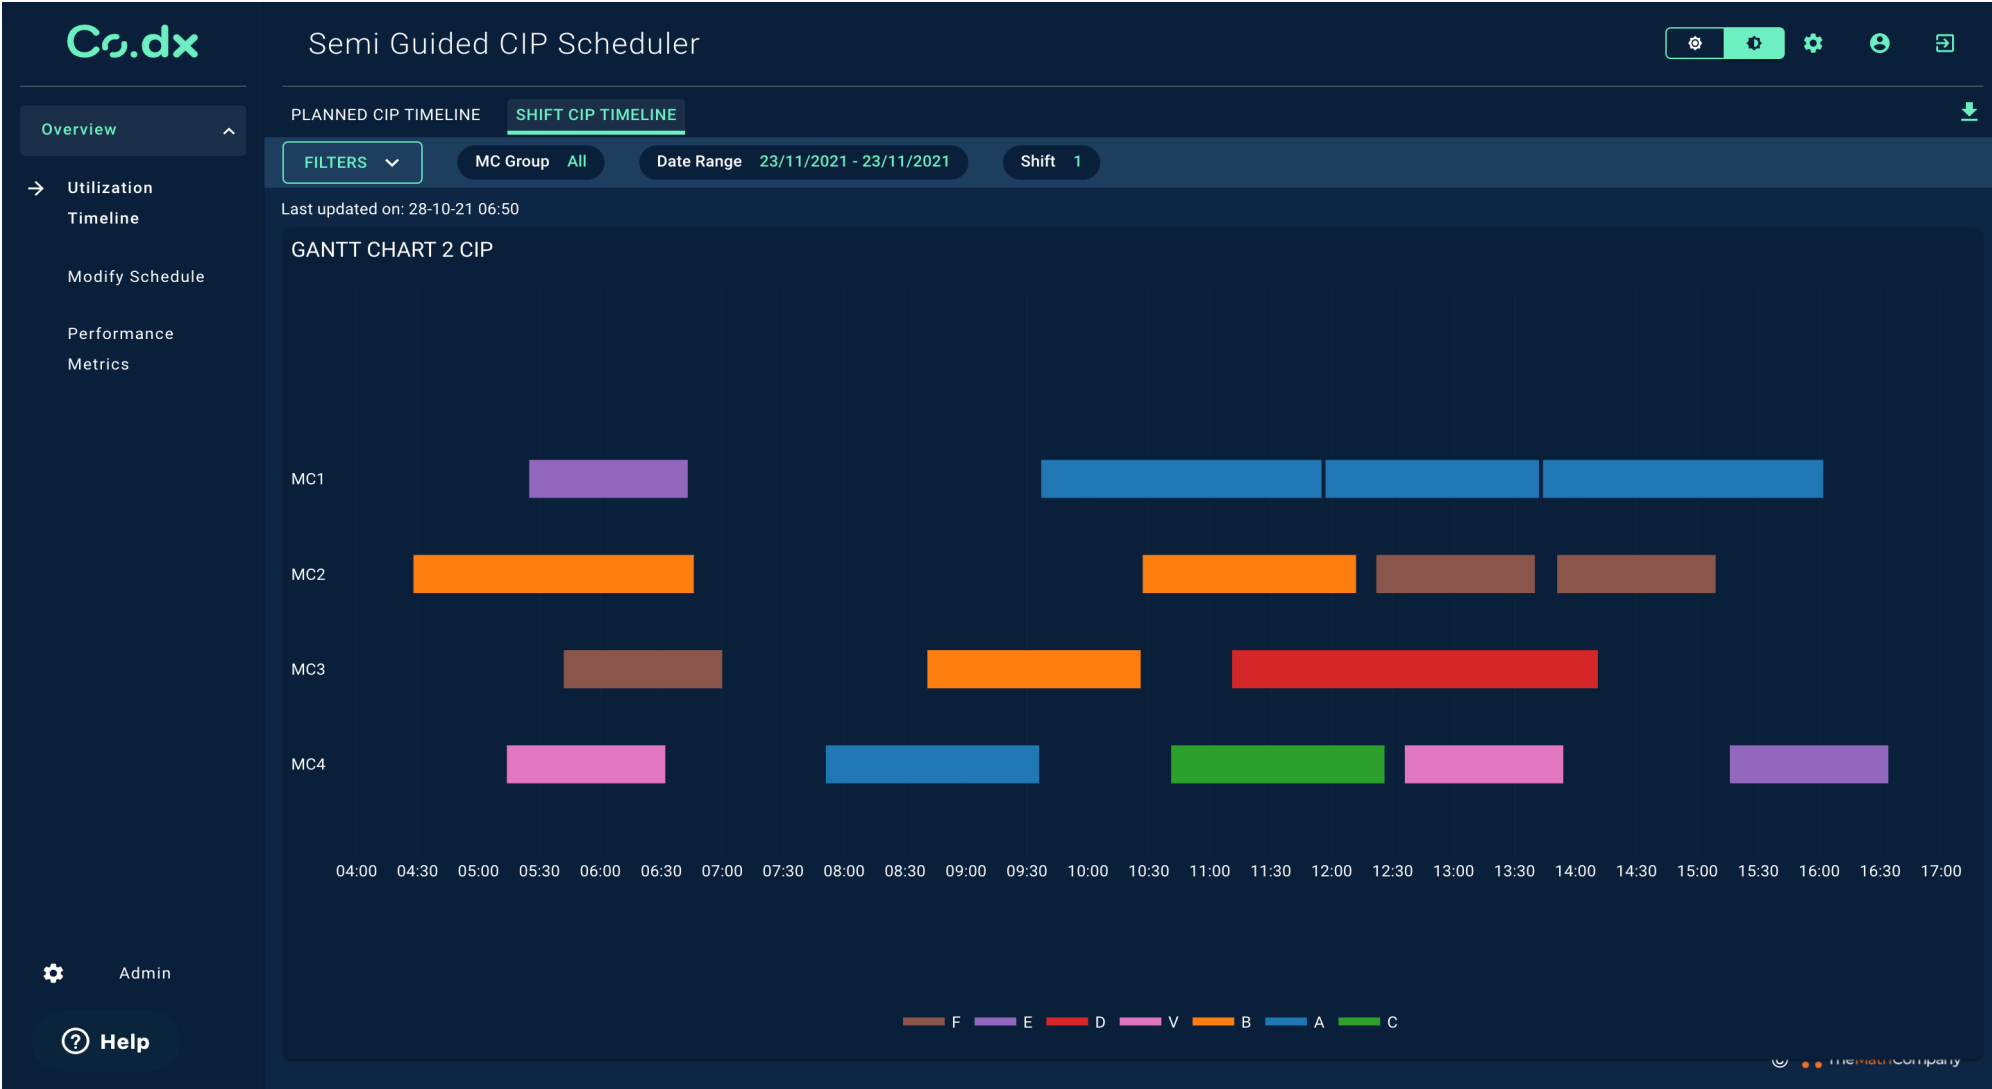 Co.dx
Semi Guided CIP Scheduler
Overview
Utilization
Timeline
Modify Schedule
Performance
Metrics
Admin
Help
PLANNED CIP TIMELINE SHIFT CIP TIMELINE
FILTERS MC Group All Date Range 23/11/2021 - 23/11/2021 Shift 1
Last updated on: 28-10-21 06:50
GANTT CHART 2 CIP
MC1
MC2
MC3
MC4
04:00 04:30 05:00 05:30 06:00 06:30 07:00 07:30 08:00 08:30 09:00 09:30 10:00 10:30 11:00 11:30 12:00 12:30 13:00 13:30 14:00 14:30 15:00 15:30 16:00 16:30 17:00
F E D V B A C
© TheMathCompany